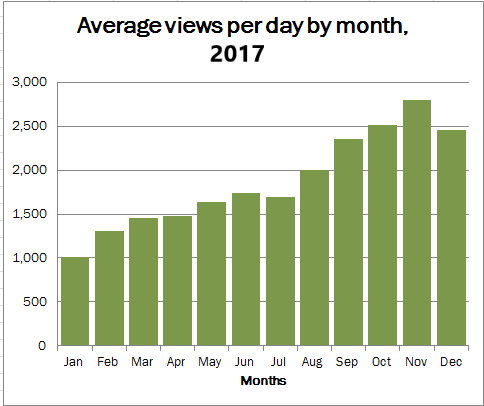 Average views per day by month,
2017
3,000
2,500
2,000
1,500
1,000
500
0
Jan Feb Mar Apr May Jun Jul Aug Sep Oct Nov Dec
Months